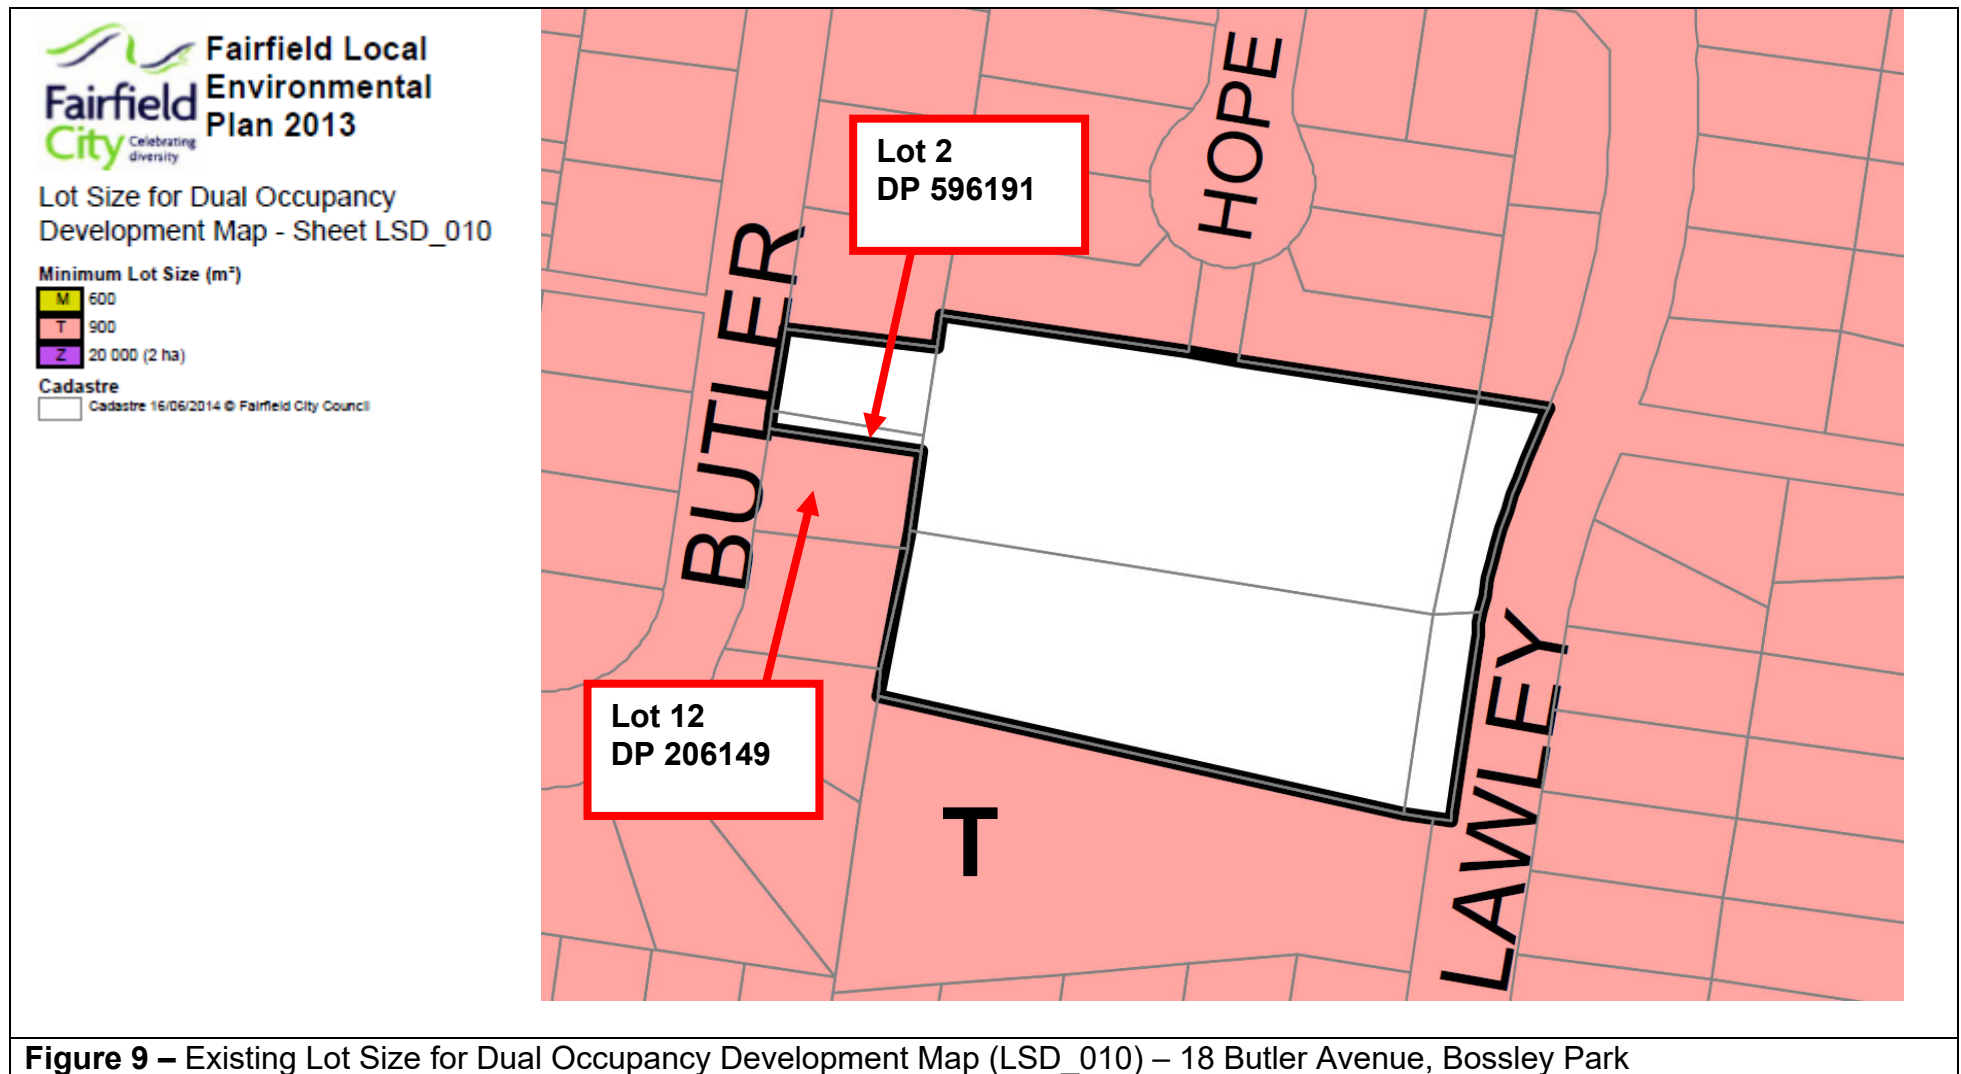 Fairfield
City
Celebrating
diversity
Fairfield Local
Environmental
Plan 2013
Lot Size for Dual Occupancy
Development Map - Sheet LSD_010
Minimum Lot Size (m²)
M 600
T 900
Z 20 000 (2 ha)
Cadastre
Cadastre 16/06/2014 © Fairfield City Council
HOPE
Lot 2
DP 596191
BUTLER
Lot 12
DP 206149
LAWLEY
T
Figure 9 – Existing Lot Size for Dual Occupancy Development Map (LSD_010) – 18 Butler Avenue, Bossley Park